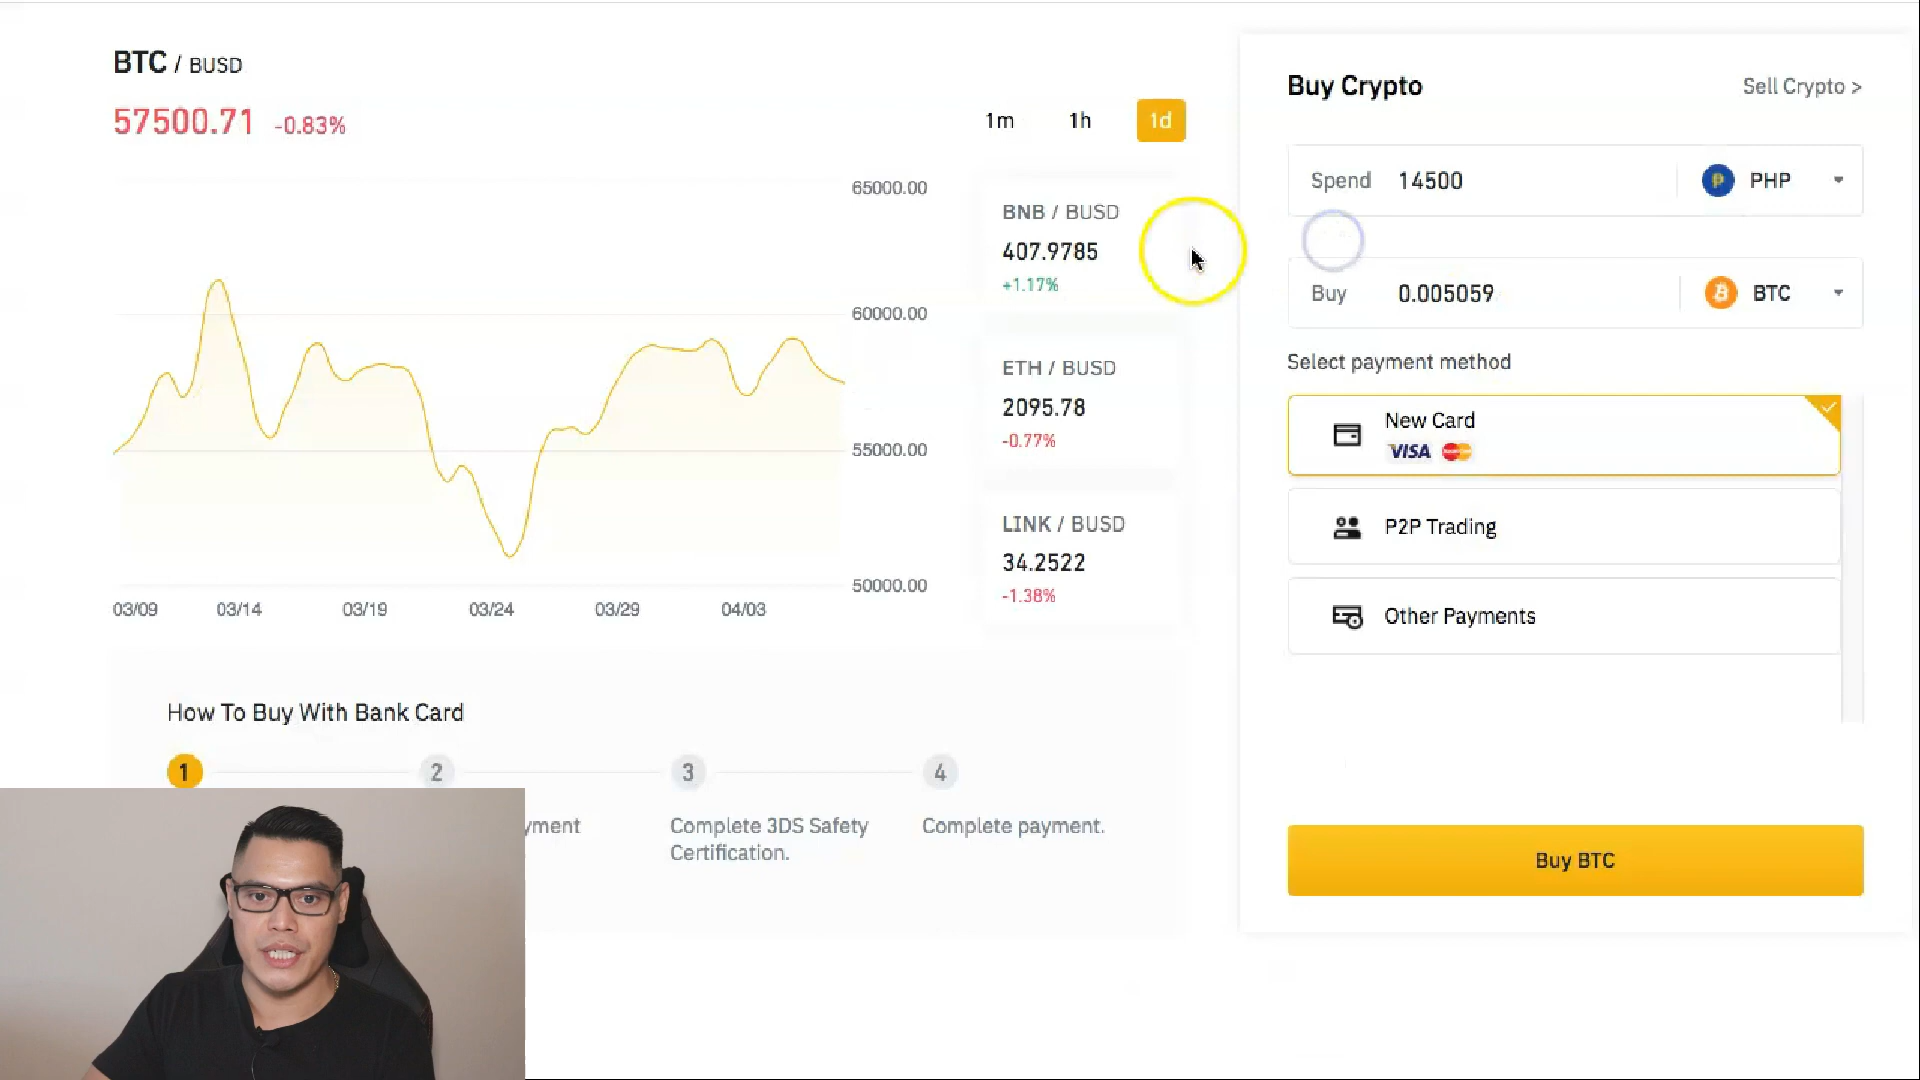 BTC / BUSD
57500.71 -0.83%
1m 1h 1d
65000.00
60000.00
55000.00
50000.00
03/09 03/14 03/19 03/24 03/29 04/03
BNB / BUSD
407.9785
+1.17%
ETH / BUSD
2095.78
-0.77%
LINK / BUSD
34.2522
-1.38%
How To Buy With Bank Card
1 2 3 4
yment
Complete 3DS Safety
Certification.
Complete payment.
Buy Crypto Sell Crypto >
Spend 14500 PHP
Buy 0.005059 BTC
Select payment method
New Card
VISA
P2P Trading
Other Payments
Buy BTC